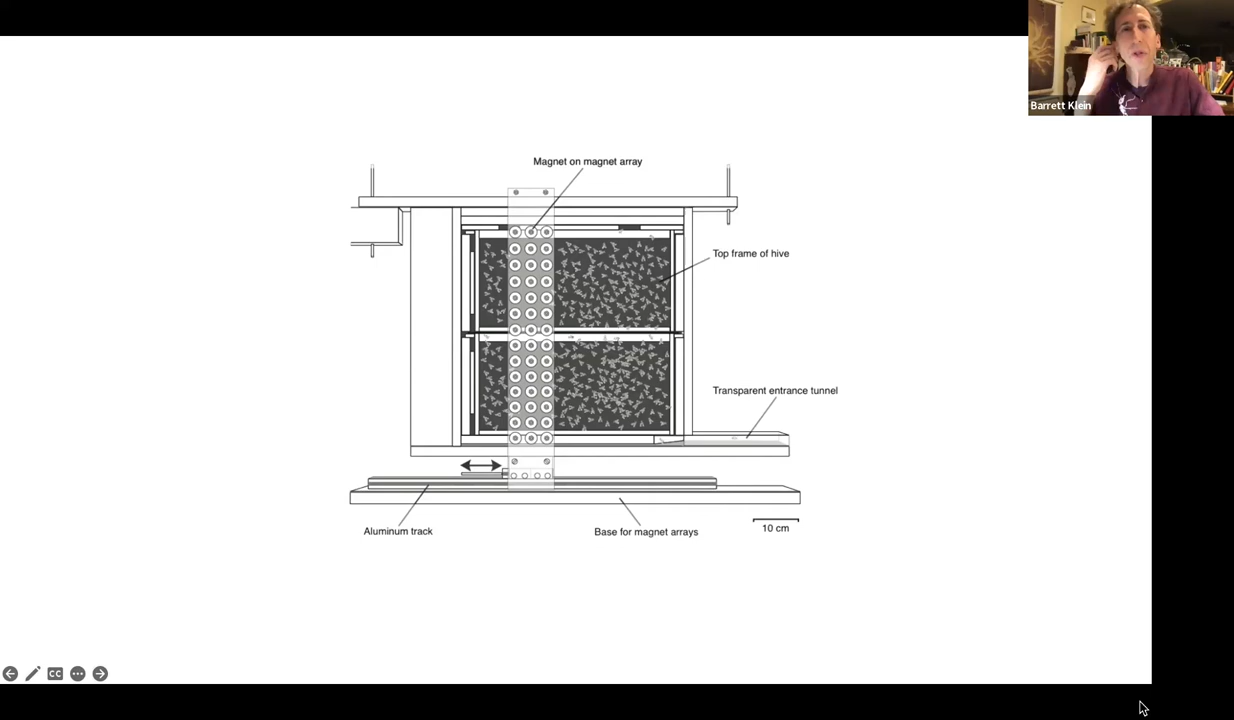 Barrett Klein
Magnet on magnet array
Top frame of hive
Transparent entrance tunnel
Aluminum track
Base for magnet arrays
10 cm
CC